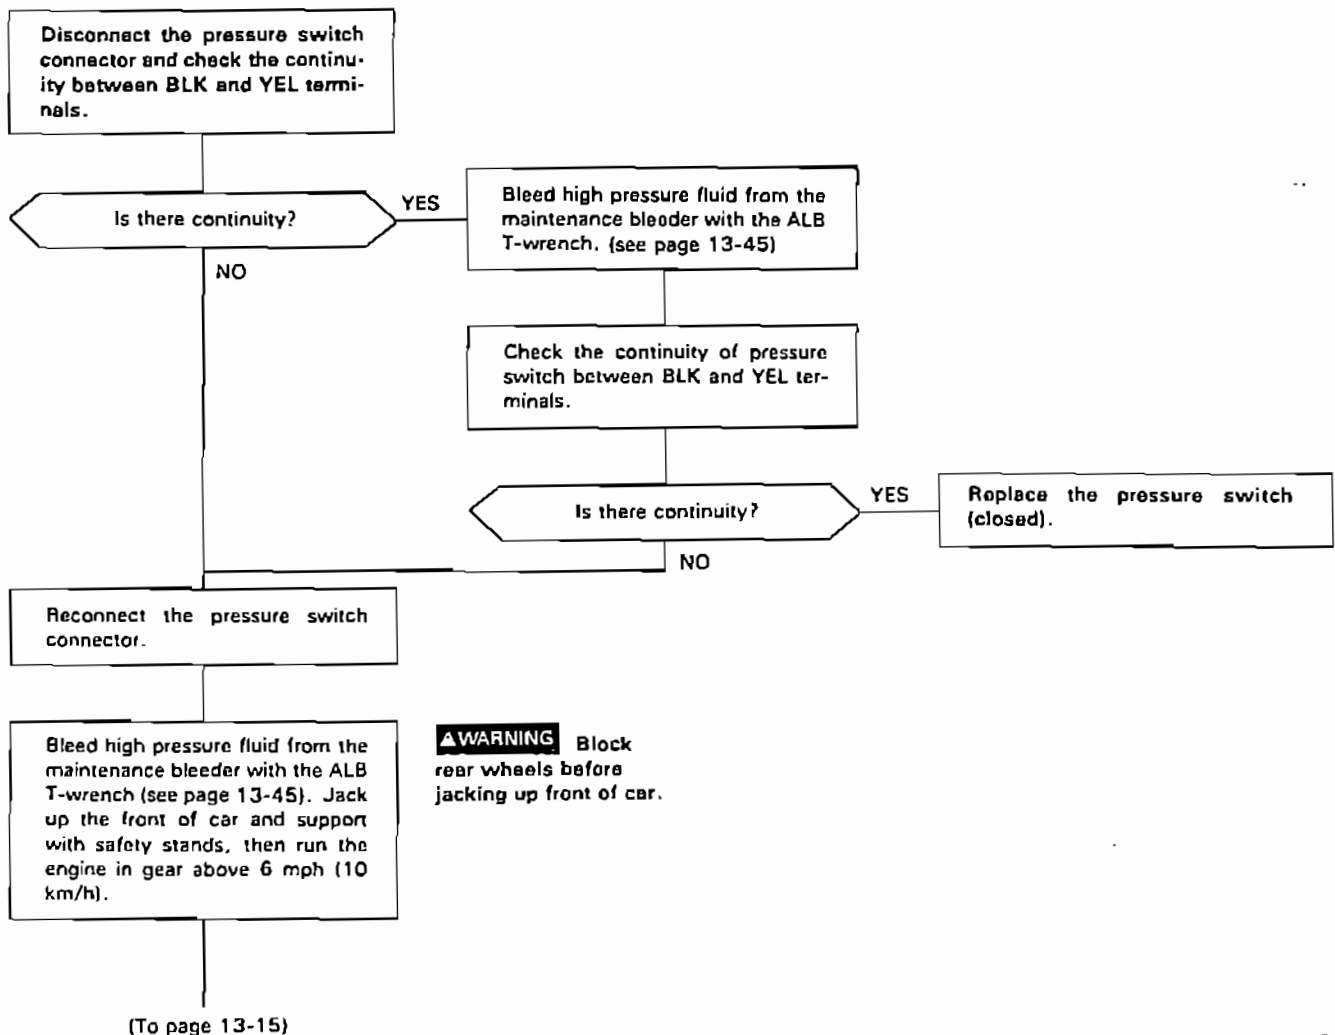 Disconnect the pressure switch
connector and check the continu-
ity between BLK and YEL termi-
nals.
Is there continuity?
YES
NO
Bleed high pressure fluid from the
maintenance bleeder with the ALB
T-wrench. (see page 13-45)
Check the continuity of pressure
switch between BLK and YEL ter-
minals.
Is there continuity?
YES
NO
Replace the pressure switch
(closed).
Reconnect the pressure switch
connector.
Bleed high pressure fluid from the
maintenance bleeder with the ALB
T-wrench (see page 13-45). Jack
up the front of car and support
with safety stands, then run the
engine in gear above 6 mph (10
km/h).
WARNING Block
rear wheels before
jacking up front of car.
(To page 13-15)